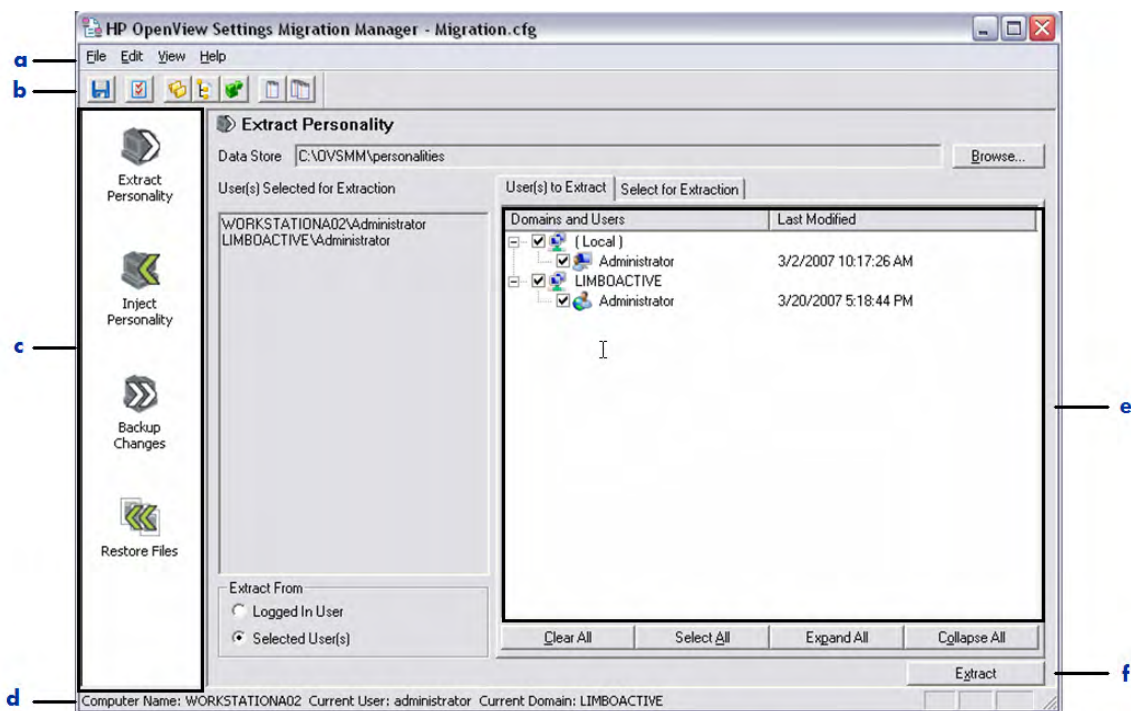 HP OpenView Settings Migration Manager - Migration.cfg
a
File Edit View Help
b
Extract Personality
Data Store C:\OVSMM\personalities Browse...
Extract
Personality
User(s) Selected for Extraction
User(s) to Extract Select for Extraction
WORKSTATIONA02\Administrator
LIMBOACTIVE\Administrator
Domains and Users Last Modified
( Local )
Administrator 3/2/2007 10:17:26 AM
LIMBOACTIVE
Administrator 3/20/2007 5:18:44 PM
Inject
Personality
c
e
Backup
Changes
Restore Files
Extract From
Logged In User
Selected User(s)
Clear All Select All Expand All Collapse All
Extract
f
d
Computer Name: WORKSTATIONA02 Current User: administrator Current Domain: LIMBOACTIVE